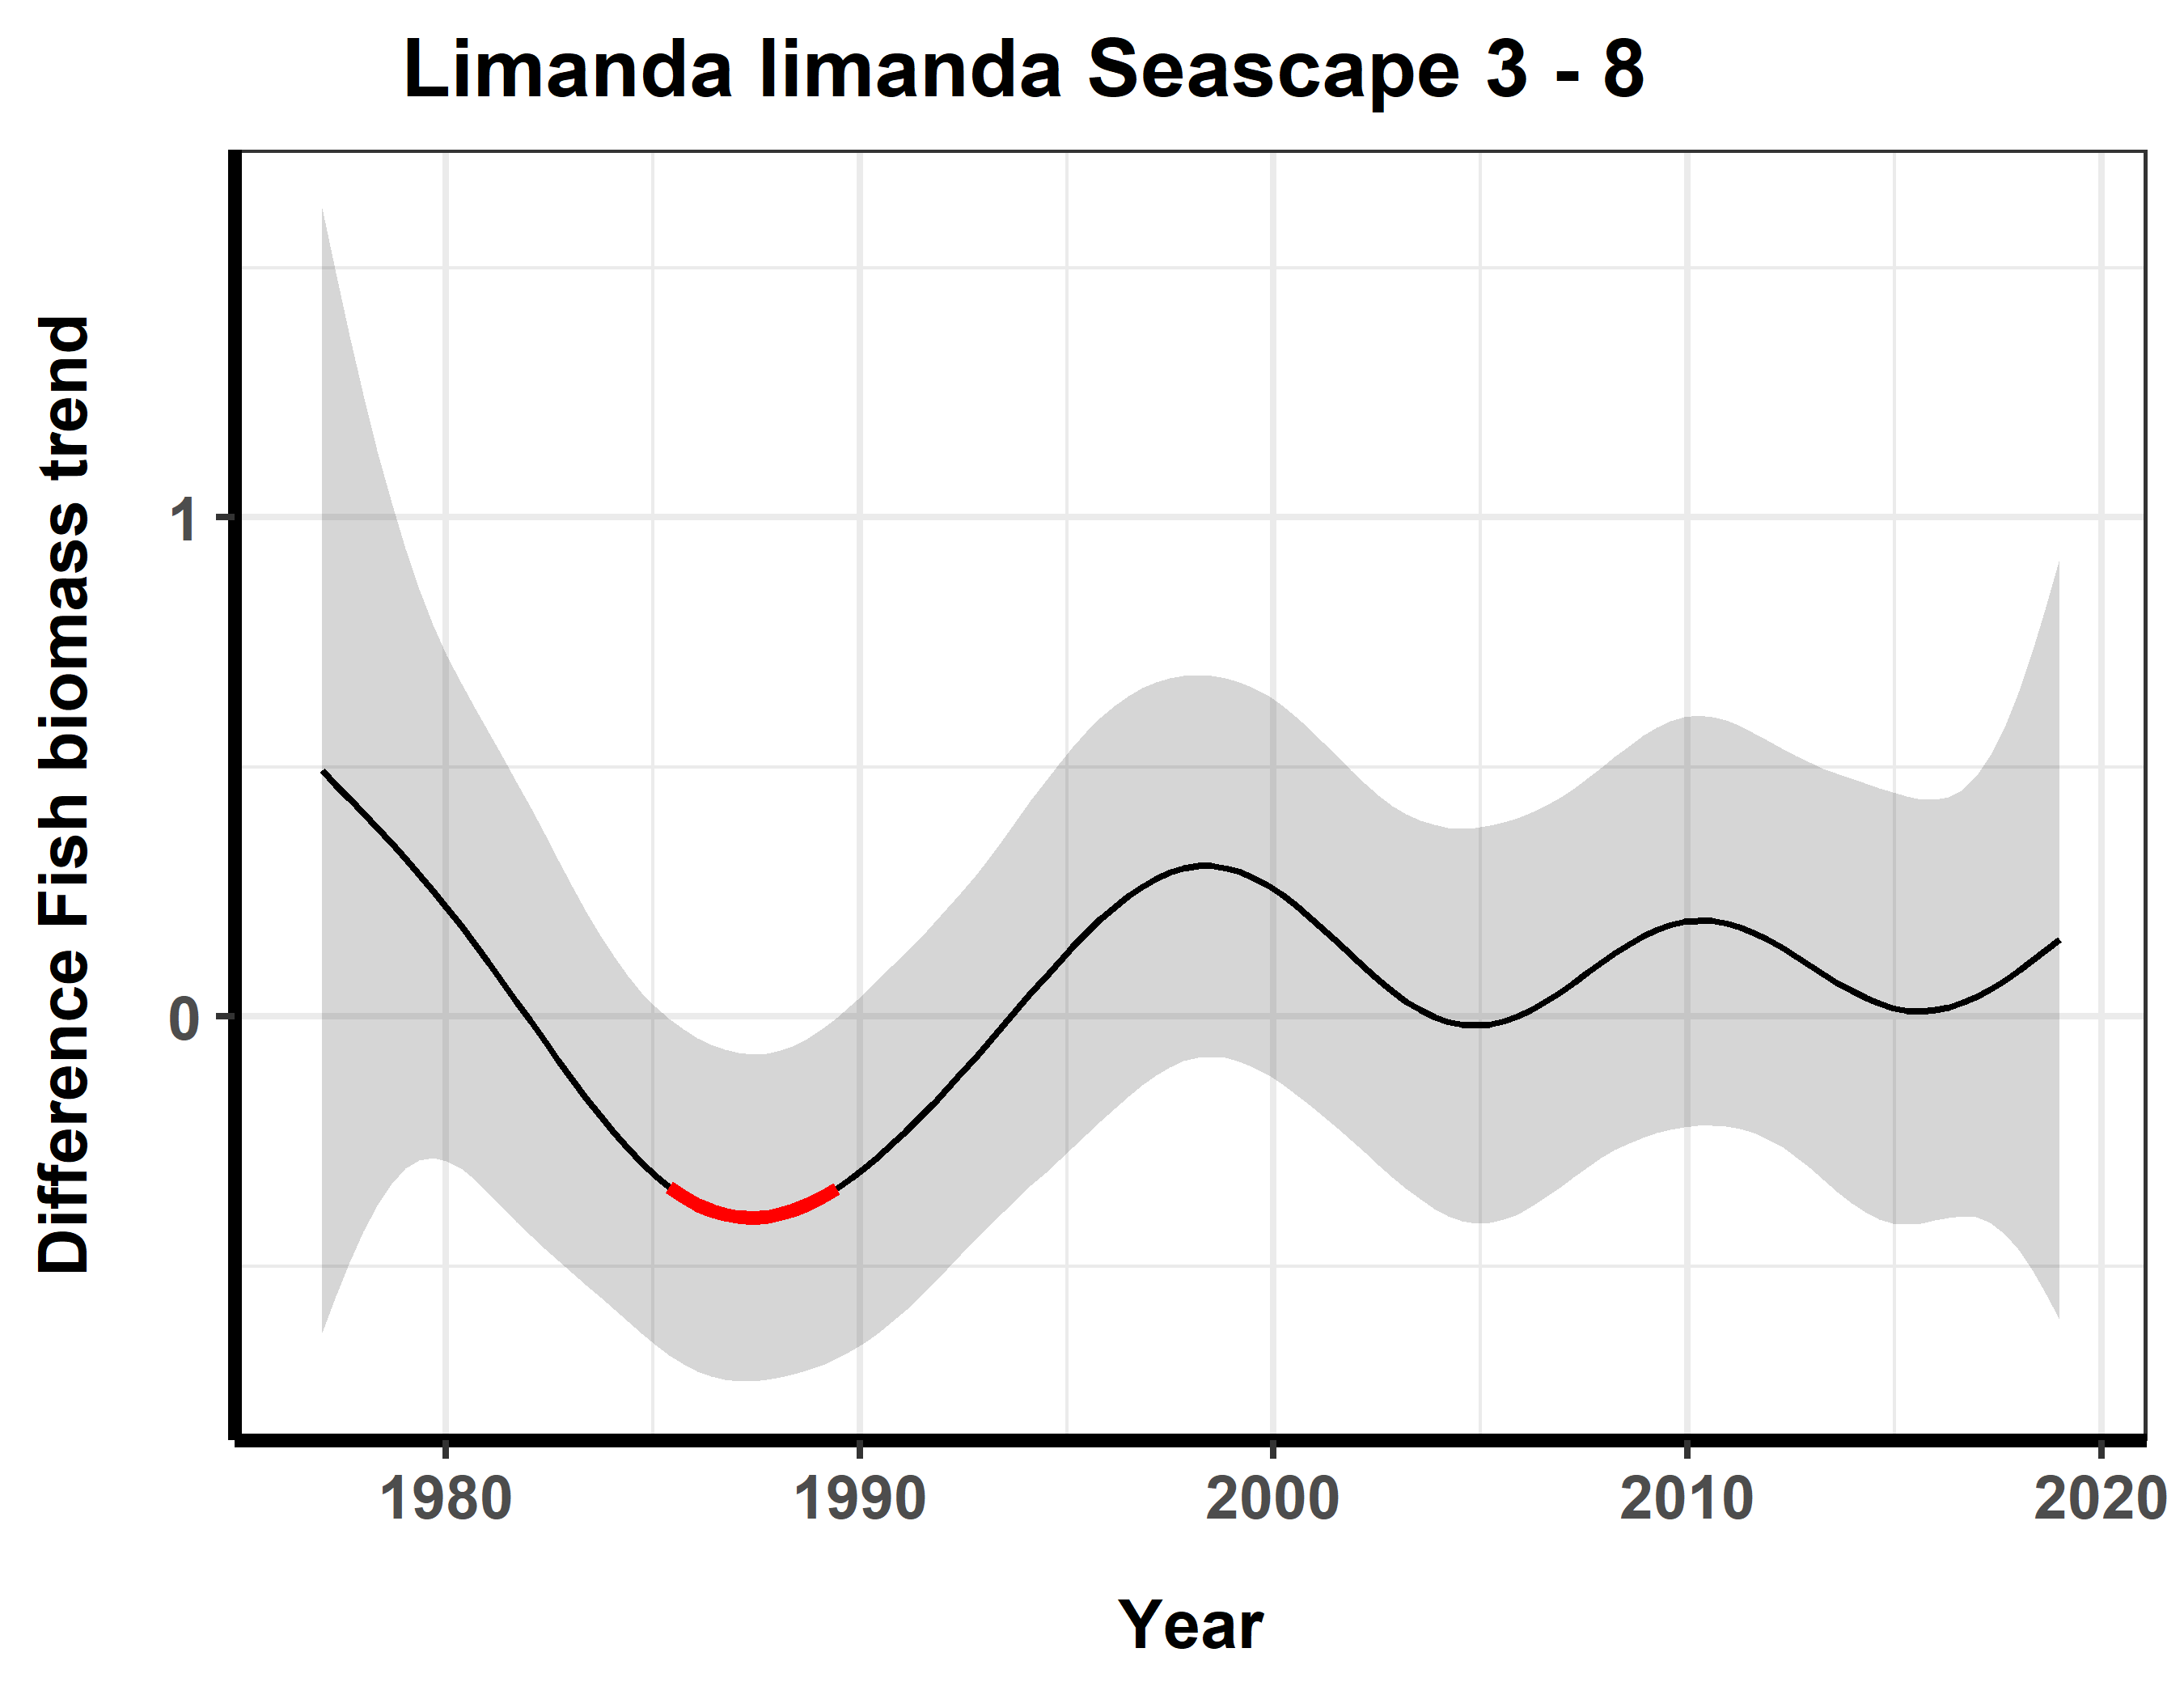 Limanda limanda Seascape 3 - 8
Difference Fish biomass trend
1
0
1980
1990
2000
2010
2020
Year